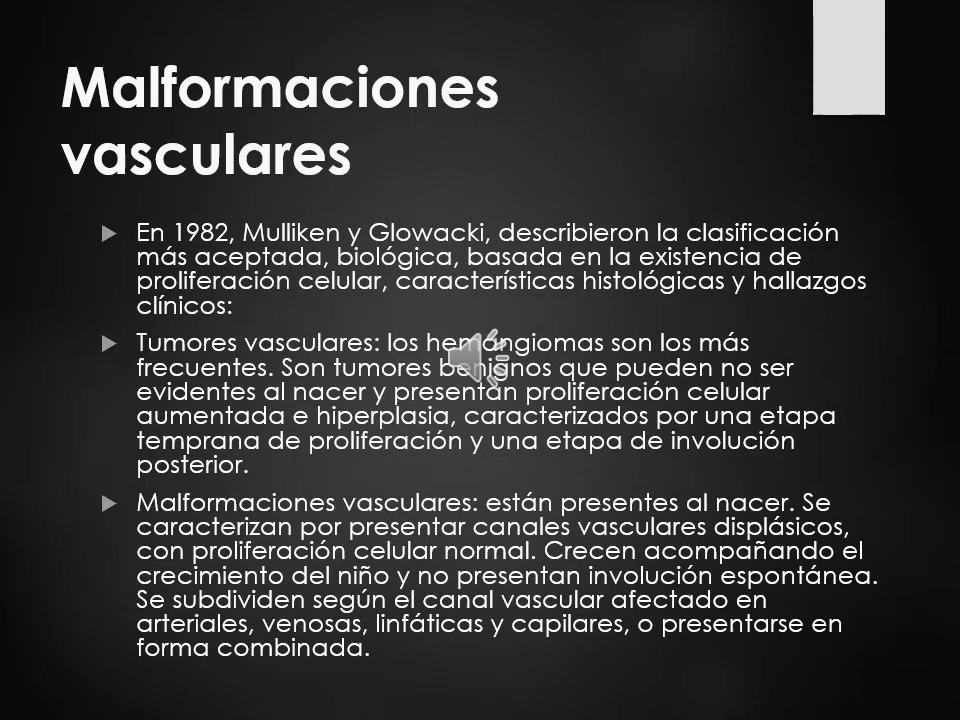 Malformaciones
vasculares
En 1982, Mulliken y Glowacki, describieron la clasificación
más aceptada, biológica, basada en la existencia de
proliferación celular, características histológicas y hallazgos
clínicos:
Tumores vasculares: los hemangiomas son los más
frecuentes. Son tumores benignos que pueden no ser
evidentes al nacer y presentan proliferación celular
aumentada e hiperplasia, caracterizados por una etapa
temprana de proliferación y una etapa de involución
posterior.
Malformaciones vasculares: están presentes al nacer. Se
caracterizan por presentar canales vasculares displásicos,
con proliferación celular normal. Crecen acompañando el
crecimiento del niño y no presentan involución espontánea.
Se subdividen según el canal vascular afectado en
arteriales, venosas, linfáticas y capilares, o presentarse en
forma combinada.